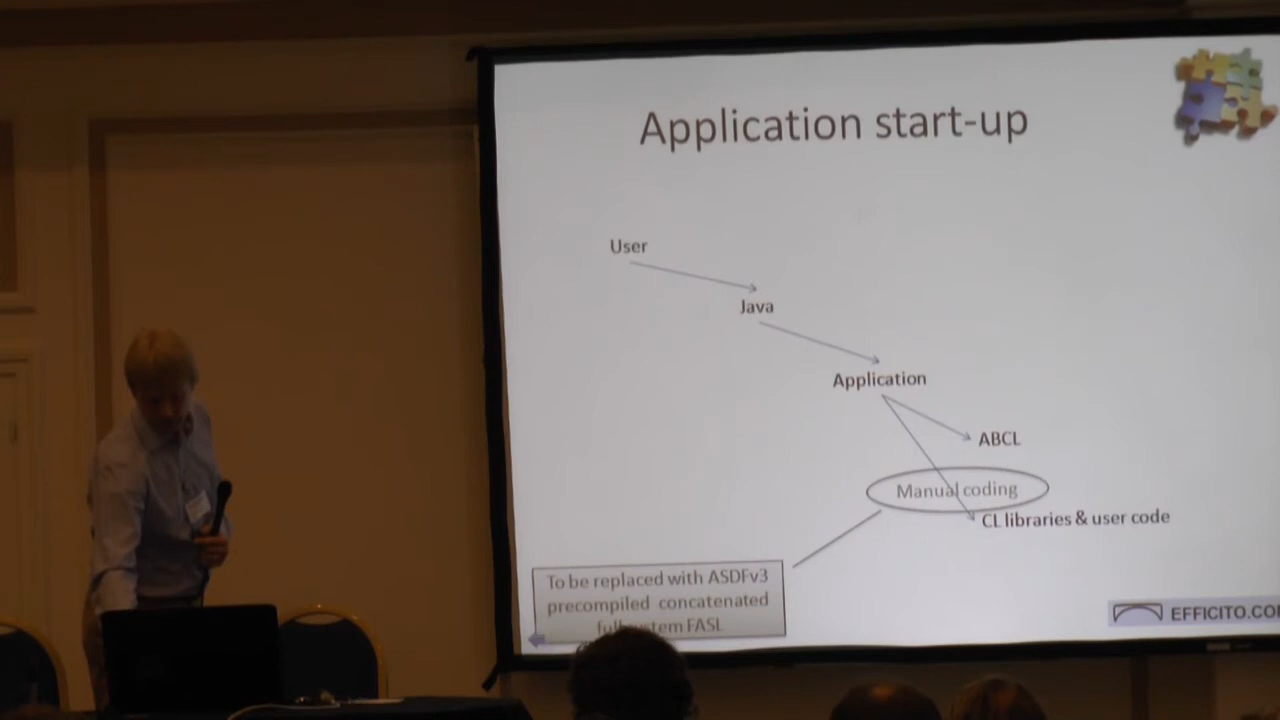 Application start-up
User
Java
Application
ABCL
Manual coding
CL libraries & user code
To be replaced with ASDFv3
precompiled concatenated
FASL
EFFICITO.CO